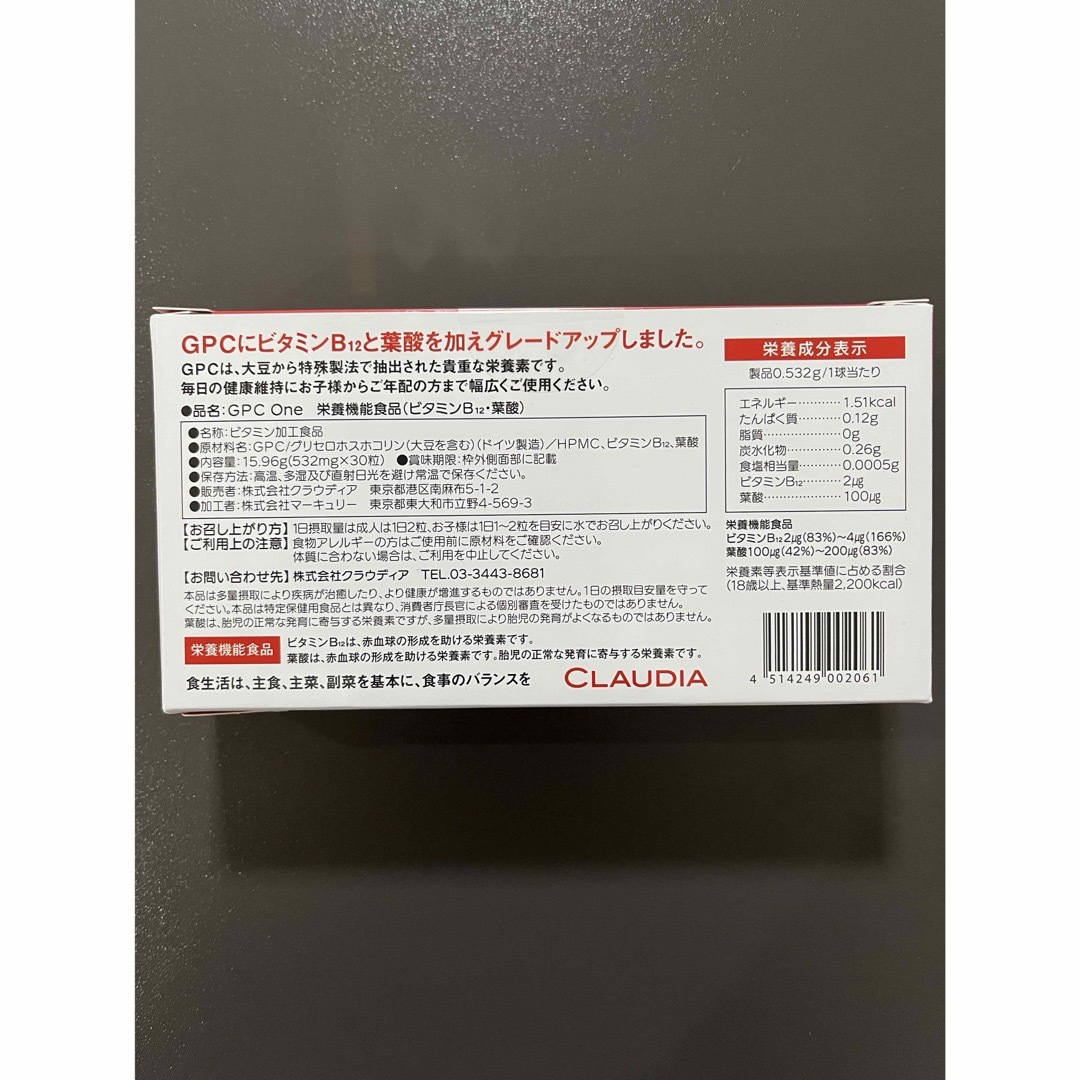 GPCにビタミンB12と葉酸を加えグレードアップしました。
GPCは、大豆から特殊製法で抽出された貴重な栄養素です。
毎日の健康維持にお子様からご年配の方まで幅広くご使用ください。
●品名:GPC One 栄養機能食品(ビタミンB12・葉酸)
●名称:ビタミン加工食品
●原材料名:GPC/グリセロホスホコリン(大豆を含む)(ドイツ製造)/HPMC、ビタミンB12、葉酸
●内容量:15.96g(532mg×30粒) ●賞味期限:枠外側面部に記載
●保存方法:高温、多湿及び直射日光を避け常温で保存ください。
●販売者:株式会社クラウディア 東京都港区南麻布5-1-2
●加工者:株式会社マーキュリー 東京都東大和市立野4-569-3
【お召し上がり方】1日摂取量は成人は1日2粒、お子様は1日1~2粒を目安に水でお召し上がりください。
【ご利用上の注意】食物アレルギーの方はご使用前に原材料をご確認ください。
体質に合わない場合は、ご利用を中止してください。
【お問い合わせ先】株式会社クラウディア TEL.03-3443-8681
本品は多量摂取により疾病が治癒したり、より健康が増進するものではありません。1日の摂取目安量を守って
ください。本品は特定保健用食品とは異なり、消費者庁長官による個別審査を受けたものではありません。
葉酸は、胎児の正常な発育に寄与する栄養素ですが、多量摂取により胎児の発育がよくなるものではありません。
栄養機能食品
ビタミンB12は、赤血球の形成を助ける栄養素です。
葉酸は、赤血球の形成を助ける栄養素です。胎児の正常な発育に寄与する栄養素です。
食生活は、主食、主菜、副菜を基本に、食事のバランスを
CLAUDIA
栄養成分表示
製品0.532g/1球当たり
エネルギー………1.51kcal
たんぱく質………0.12g
脂質………0g
炭水化物………0.26g
食塩相当量………0.0005g
ビタミンB12………2μg
葉酸………100μg
栄養機能食品
ビタミンB12 2μg(83%)~4μg(166%)
葉酸100μg(42%)~200μg(83%)
栄養素等表示基準値に占める割合
(18歳以上、基準熱量2,200kcal)
4 514249 002061